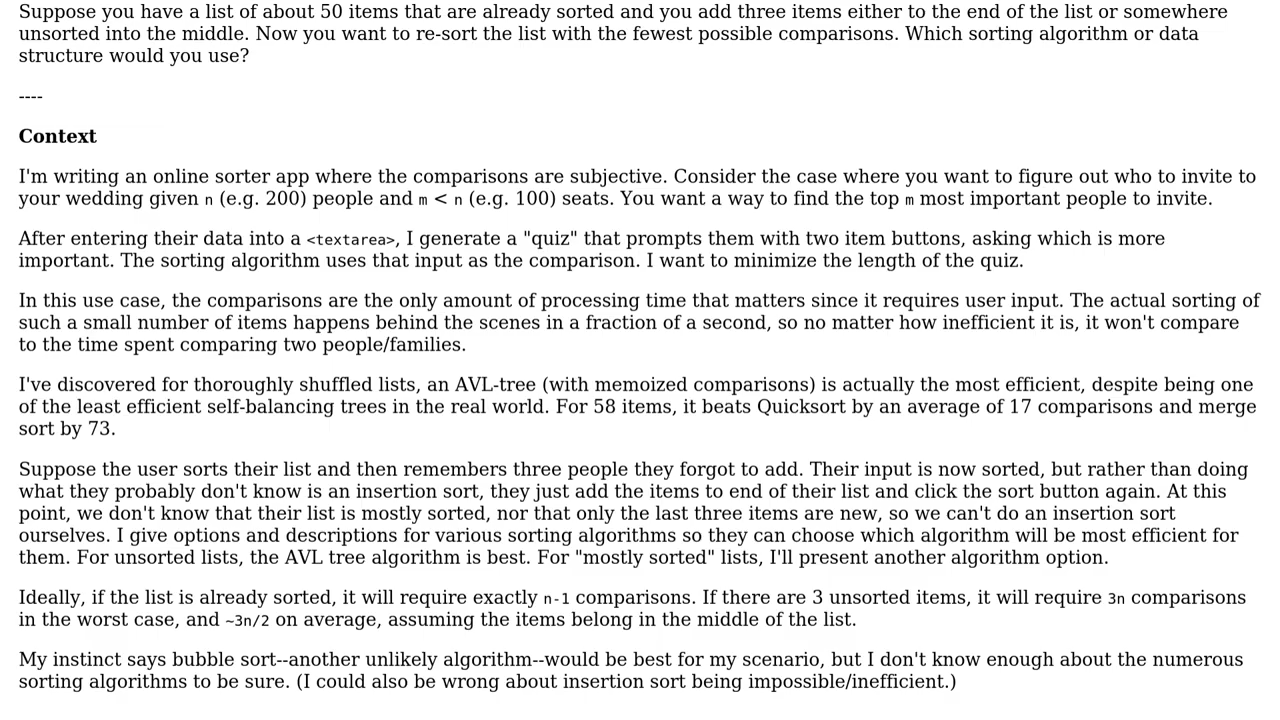 Suppose you have a list of about 50 items that are already sorted and you add three items either to the end of the list or somewhere
unsorted into the middle. Now you want to re-sort the list with the fewest possible comparisons. Which sorting algorithm or data
structure would you use?
----
Context
I'm writing an online sorter app where the comparisons are subjective. Consider the case where you want to figure out who to invite to
your wedding given n (e.g. 200) people and m < n (e.g. 100) seats. You want a way to find the top m most important people to invite.
After entering their data into a <textarea>, I generate a "quiz" that prompts them with two item buttons, asking which is more
important. The sorting algorithm uses that input as the comparison. I want to minimize the length of the quiz.
In this use case, the comparisons are the only amount of processing time that matters since it requires user input. The actual sorting of
such a small number of items happens behind the scenes in a fraction of a second, so no matter how inefficient it is, it won't compare
to the time spent comparing two people/families.
I've discovered for thoroughly shuffled lists, an AVL-tree (with memoized comparisons) is actually the most efficient, despite being one
of the least efficient self-balancing trees in the real world. For 58 items, it beats Quicksort by an average of 17 comparisons and merge
sort by 73.
Suppose the user sorts their list and then remembers three people they forgot to add. Their input is now sorted, but rather than doing
what they probably don't know is an insertion sort, they just add the items to end of their list and click the sort button again. At this
point, we don't know that their list is mostly sorted, nor that only the last three items are new, so we can't do an insertion sort
ourselves. I give options and descriptions for various sorting algorithms so they can choose which algorithm will be most efficient for
them. For unsorted lists, the AVL tree algorithm is best. For "mostly sorted" lists, I'll present another algorithm option.
Ideally, if the list is already sorted, it will require exactly n-1 comparisons. If there are 3 unsorted items, it will require 3n comparisons
in the worst case, and ~3n/2 on average, assuming the items belong in the middle of the list.
My instinct says bubble sort--another unlikely algorithm--would be best for my scenario, but I don't know enough about the numerous
sorting algorithms to be sure. (I could also be wrong about insertion sort being impossible/inefficient.)